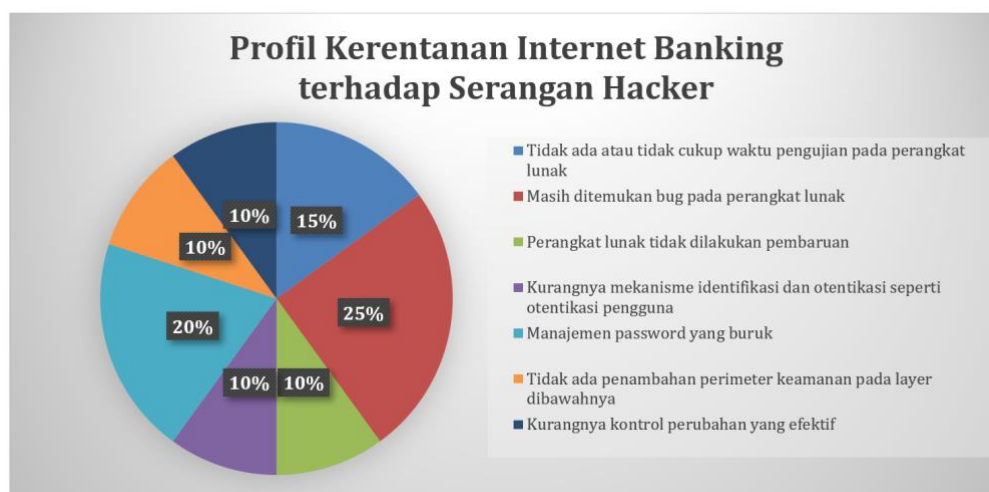 Profil Kerentanan Internet Banking
terhadap Serangan Hacker
10%
15%
10%
25%
20%
10%
10%
Tidak ada atau tidak cukup waktu pengujian pada perangkat
lunak
Masih ditemukan bug pada perangkat lunak
Perangkat lunak tidak dilakukan pembaruan
Kurangnya mekanisme identifikasi dan otentikasi seperti
otentikasi pengguna
Manajemen password yang buruk
Tidak ada penambahan perimeter keamanan pada layer
dibawahnya
Kurangnya kontrol perubahan yang efektif